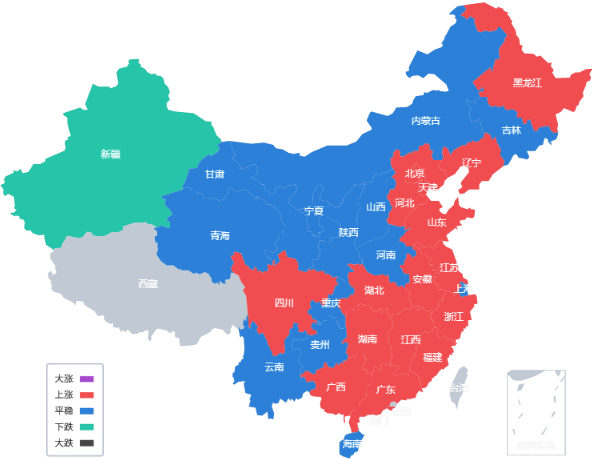 黑龙江
内蒙古
吉林
新疆
辽宁
北京
甘肃
天津
河北
宁夏
山西
山东
青海
陕西
河南
江苏
安徽
西藏
上海
湖北
四川
重庆
浙江
湖南
江西
贵州
福建
云南
广西
广东
台湾
海南
大涨
上涨
平稳
下跌
大跌